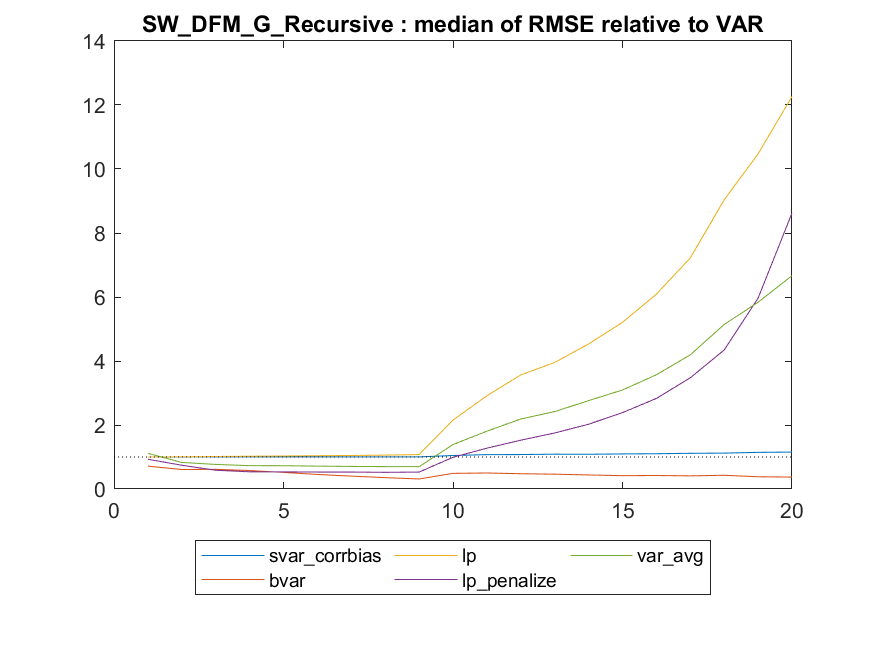 SW_DFM_G_Recursive : median of RMSE relative to VAR
14
12
10
8
6
4
2
0
0 5 10 15 20
svar_corrbias lp var_avg
bvar lp_penalize